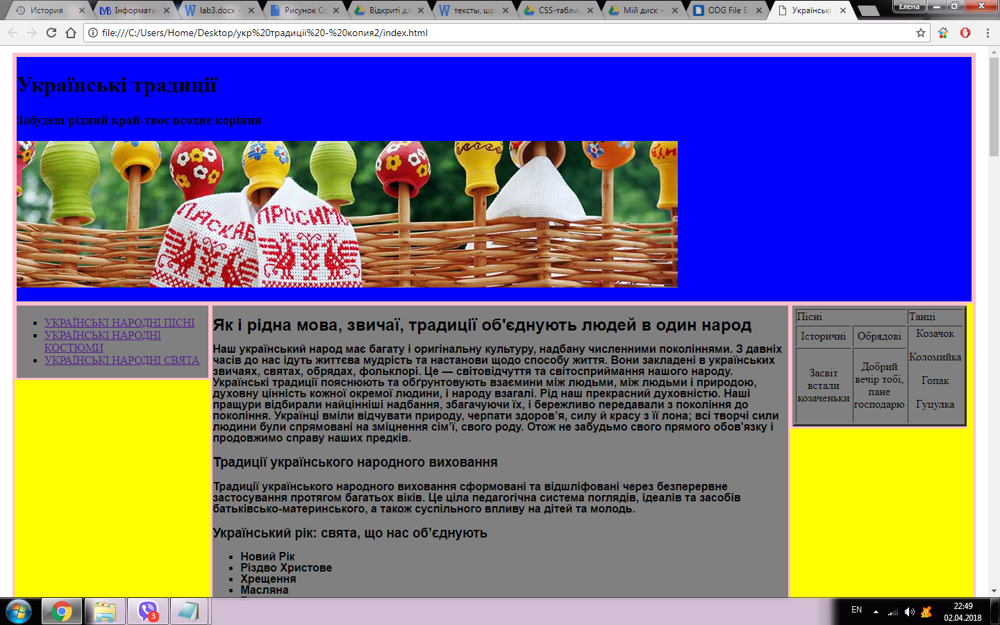 История
Інформатик
lab3.docx -
Рисунок Op
Відкриті дл
тексты, шр
CSS-таблиц
Мій диск –
ODG File Ex
Українські
Елена
file:///C:/Users/Home/Desktop/укр%20традиції%20-%20копия2/index.html
Українські традиції
Забудеш рідний край-твоє всохне коріння
ЛАСКАВО
ПРОСИМО
УКРАЇНСЬКІ НАРОДНІ ПІСНІ
УКРАЇНСЬКІ НАРОДНІ
КОСТЮМИ
УКРАЇНСЬКІ НАРОДНІ СВЯТА
Як і рідна мова, звичаї, традиції об'єднують людей в один народ
Наш український народ має багату і оригінальну культуру, надбану численними поколіннями. З давніх
часів до нас ідуть життєва мудрість та настанови щодо способу життя. Вони закладені в українських
звичаях, святах, обрядах, фольклорі. Це — світовідчуття та світосприймання нашого народу.
Українські традиції пояснюють та обґрунтовують взаємини між людьми, між людьми і природою,
духовну цінність кожної окремої людини, і народу взагалі. Рід наш прекрасний духовністю. Наші
пращури відбирали найцінніші надбання, збагачуючи їх, і бережливо передавали з покоління до
покоління. Українці вміли відчувати природу, черпати здоров’я, силу й красу з її лона; всі творчі сили
людини були спрямовані на зміцнення сім’ї, свого роду. Отож не забудьмо свого прямого обов'язку і
продовжимо справу наших предків.
Традиції українського народного виховання
Традиції українського народного виховання сформовані та відшліфовані через безперервне
застосування протягом багатьох віків. Це ціла педагогічна система поглядів, ідеалів та засобів
батьківсько-материнського, а також суспільного впливу на дітей та молодь.
Український рік: свята, що нас об’єднують
Новий Рік
Різдво Христове
Хрещення
Масляна
Пісні
Танці
Історичні
Обрядові
Засвіт
встали
козаченьки
Добрий
вечір тобі,
пане
господарю
Козачок
Коломийка
Гопак
Гуцулка
3
EN
22:49
02.04.2018